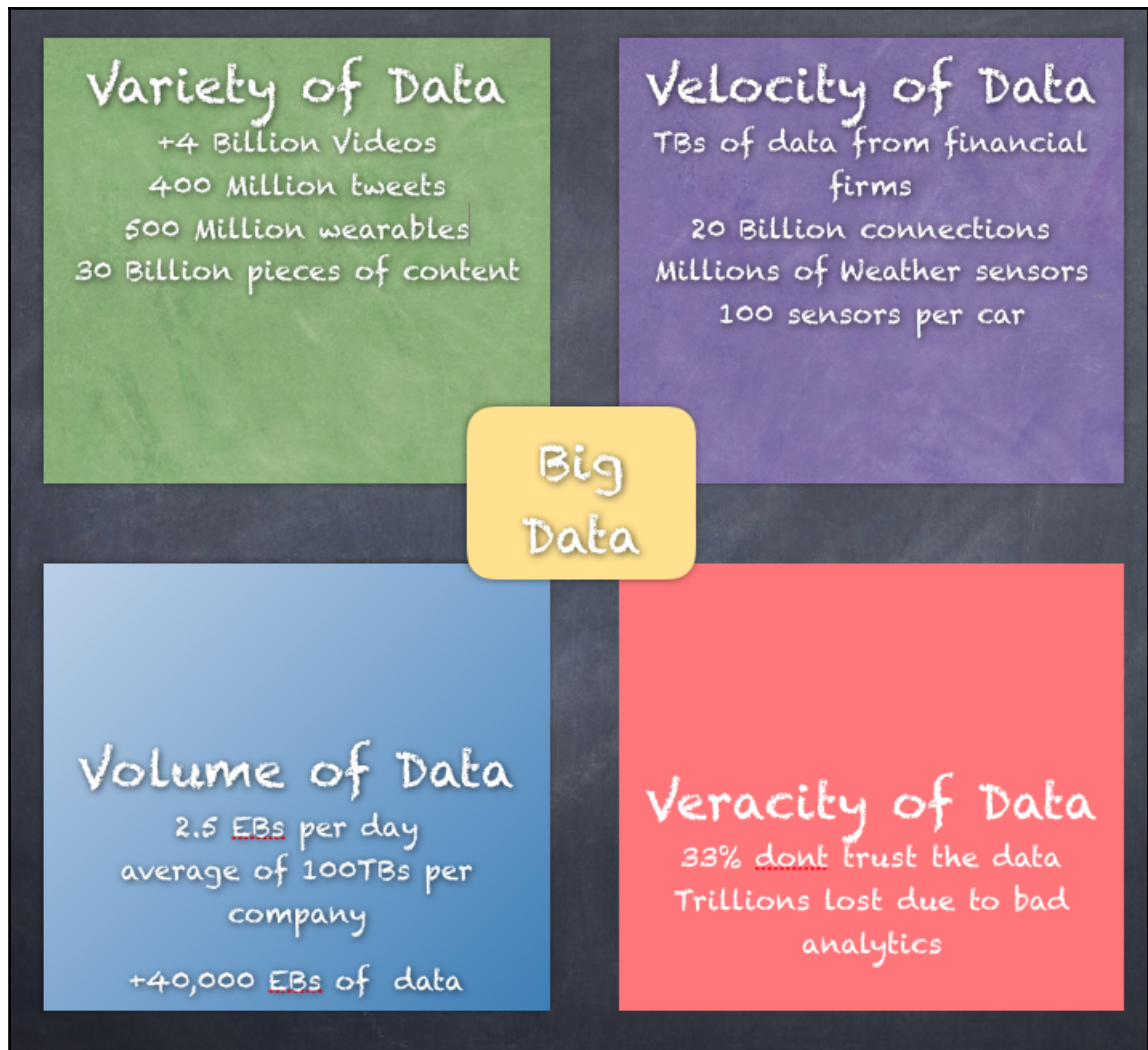 Variety of Data
+4 Billion Videos
400 Million tweets
500 Million wearables
30 Billion pieces of content
Velocity of Data
TBs of data from financial
firms
20 Billion connections
Millions of Weather sensors
100 sensors per car
Big
Data
Volume of Data
2.5 EBs per day
average of 100TBs per
company
+40,000 EBs of data
Veracity of Data
33% dont trust the data
Trillions lost due to bad
analytics